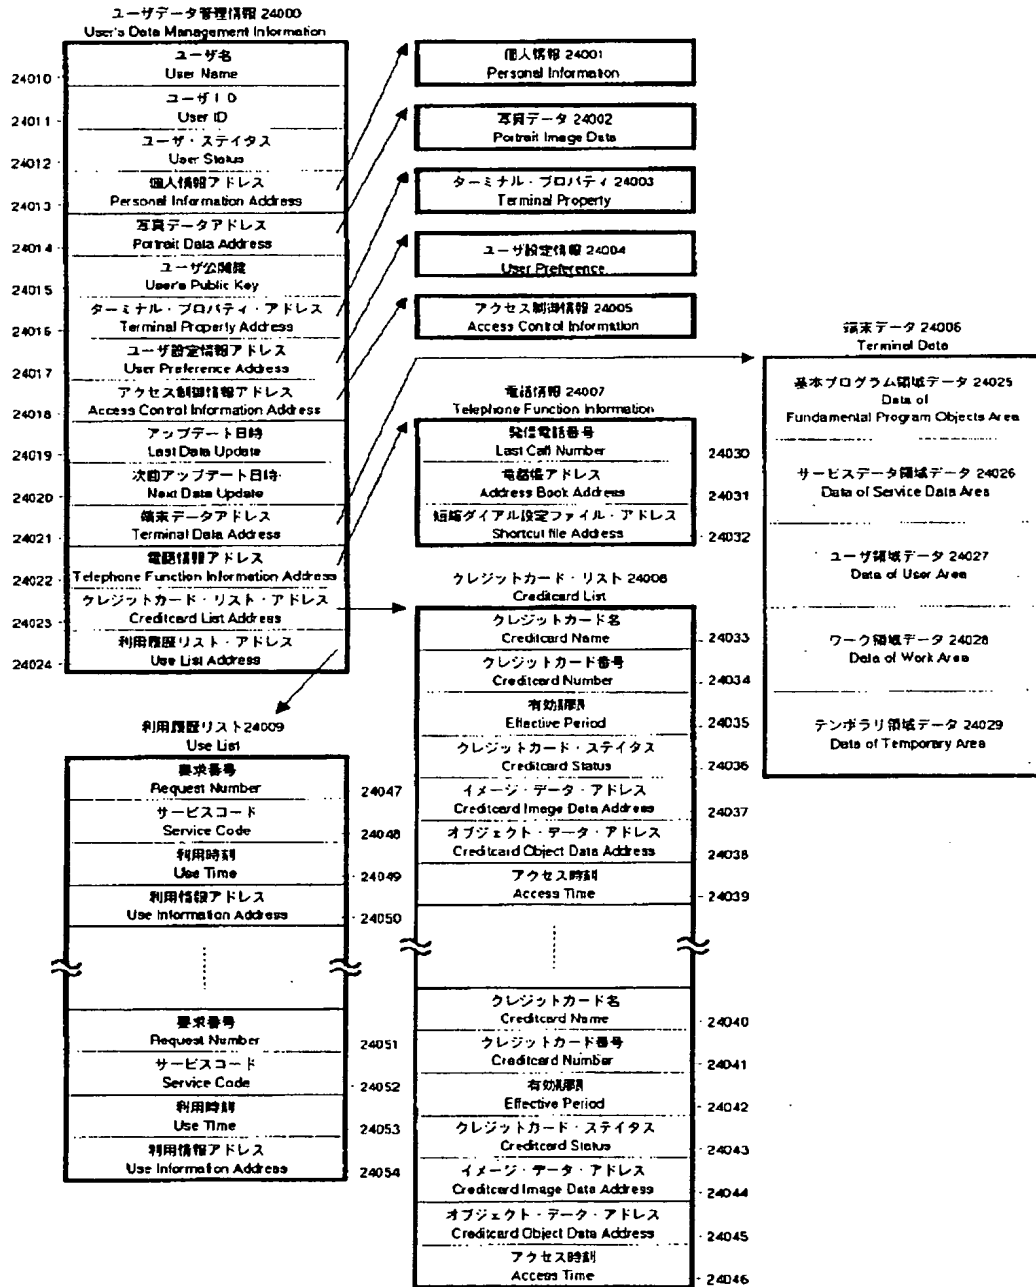 ユーザデータ管理情報 24000
User's Data Management Information
ユーザ名
User Name
24010
ユーザID
User ID
24011
ユーザ・ステイタス
User Status
24012
個人情報アドレス
Personal Information Address
24013
写真データアドレス
Portrait Data Address
24014
ユーザ公開鍵
User's Public Key
24015
ターミナル・プロパティ・アドレス
Terminal Property Address
24016
ユーザ設定情報アドレス
User Preference Address
24017
アクセス制御情報アドレス
Access Control Information Address
24018
アップデート日時
Last Data Update
24019
次回アップデート日時
Next Data Update
24020
端末データアドレス
Terminal Data Address
24021
電話情報アドレス
Telephone Function Information Address
24022
クレジットカード・リスト・アドレス
Creditcard List Address
24023
利用履歴リスト・アドレス
Use List Address
24024
個人情報 24001
Personal Information
写真データ 24002
Portrait Image Data
ターミナル・プロパティ 24003
Terminal Property
ユーザ設定情報 24004
User Preference
アクセス制御情報 24005
Access Control Information
端末データ 24006
Terminal Data
基本プログラム領域データ 24025
Data of
Fundamental Program Objects Area
サービスデータ領域データ 24026
Data of Service Data Area
ユーザ領域データ 24027
Data of User Area
ワーク領域データ 24028
Data of Work Area
テンポラリ領域データ 24029
Data of Temporary Area
電話情報 24007
Telephone Function Information
発信電話番号
Last Call Number
24030
電話帳アドレス
Address Book Address
24031
短縮ダイアル設定ファイル・アドレス
Shortcut file Address
24032
クレジットカード・リスト 24008
Creditcard List
クレジットカード名
Creditcard Name
24033
クレジットカード番号
Creditcard Number
24034
有効期限
Effective Period
24035
クレジットカード・ステイタス
Creditcard Status
24036
イメージ・データ・アドレス
Creditcard Image Data Address
24037
オブジェクト・データ・アドレス
Creditcard Object Data Address
24038
アクセス時刻
Access Time
24039
クレジットカード名
Creditcard Name
24040
クレジットカード番号
Creditcard Number
24041
有効期限
Effective Period
24042
クレジットカード・ステイタス
Creditcard Status
24043
イメージ・データ・アドレス
Creditcard Image Data Address
24044
オブジェクト・データ・アドレス
Creditcard Object Data Address
24045
アクセス時刻
Access Time
24046
利用履歴リスト24009
Use List
要求番号
Request Number
24047
サービスコード
Service Code
24048
利用時刻
Use Time
24049
利用情報アドレス
Use Information Address
24050
要求番号
Request Number
24051
サービスコード
Service Code
24052
利用時刻
Use Time
24053
利用情報アドレス
Use Information Address
24054